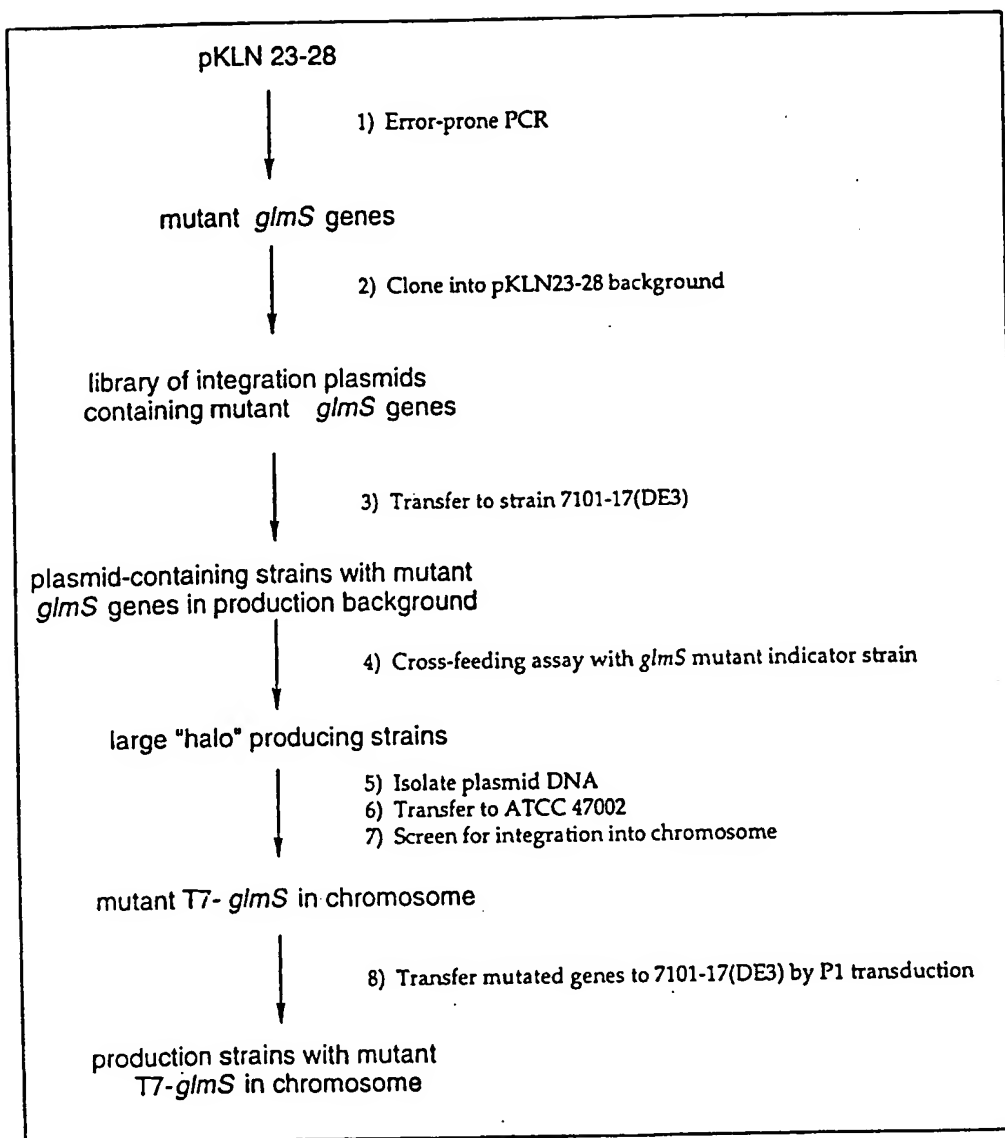 pKLN 23-28
1) Error-prone PCR
mutant glmS genes
2) Clone into pKLN23-28 background
library of integration plasmids
containing mutant glmS genes
3) Transfer to strain 7101-17(DE3)
plasmid-containing strains with mutant
glmS genes in production background
4) Cross-feeding assay with glmS mutant indicator strain
large "halo" producing strains
5) Isolate plasmid DNA
6) Transfer to ATCC 47002
7) Screen for integration into chromosome
mutant T7- glmS in chromosome
8) Transfer mutated genes to 7101-17(DE3) by P1 transduction
production strains with mutant
T7-glmS in chromosome